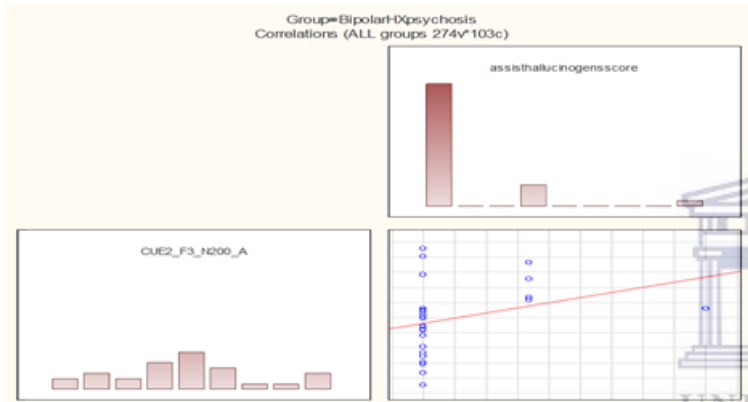 Group=BipolarHXpsychosis
Correlations (ALL groups 274v*103c)
assisthallucinogensscore
CUE2_F3_N200_A